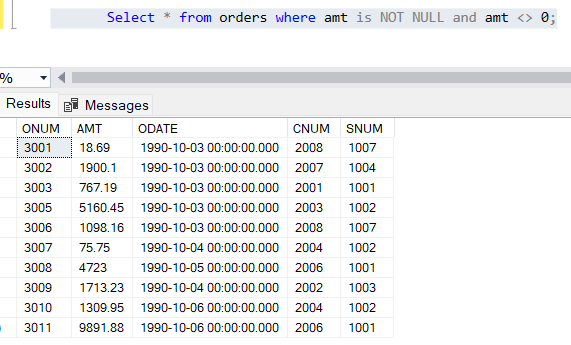 Select * from orders where amt is NOT NULL and amt <> 0;
%
Results Messages
ONUM AMT ODATE CNUM SNUM
3001 18.69 1990-10-03 00:00:00.000 2008 1007
3002 1900.1 1990-10-03 00:00:00.000 2007 1004
3003 767.19 1990-10-03 00:00:00.000 2001 1001
3005 5160.45 1990-10-03 00:00:00.000 2003 1002
3006 1098.16 1990-10-03 00:00:00.000 2008 1007
3007 75.75 1990-10-04 00:00:00.000 2004 1002
3008 4723 1990-10-05 00:00:00.000 2006 1001
3009 1713.23 1990-10-04 00:00:00.000 2002 1003
3010 1309.95 1990-10-06 00:00:00.000 2004 1002
3011 9891.88 1990-10-06 00:00:00.000 2006 1001